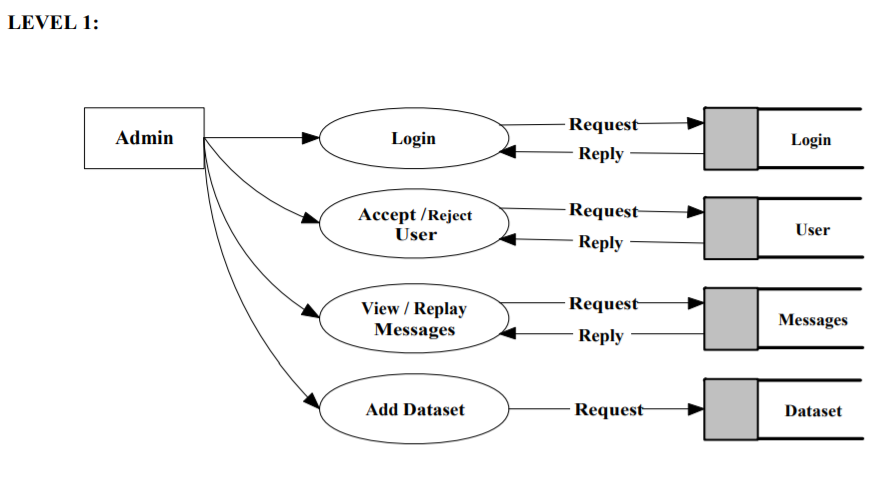 LEVEL 1:
Admin
Login
Request
Reply
Login
Accept / Reject
User
Request
Reply
User
View / Replay
Messages
Request
Reply
Messages
Add Dataset
Request
Dataset